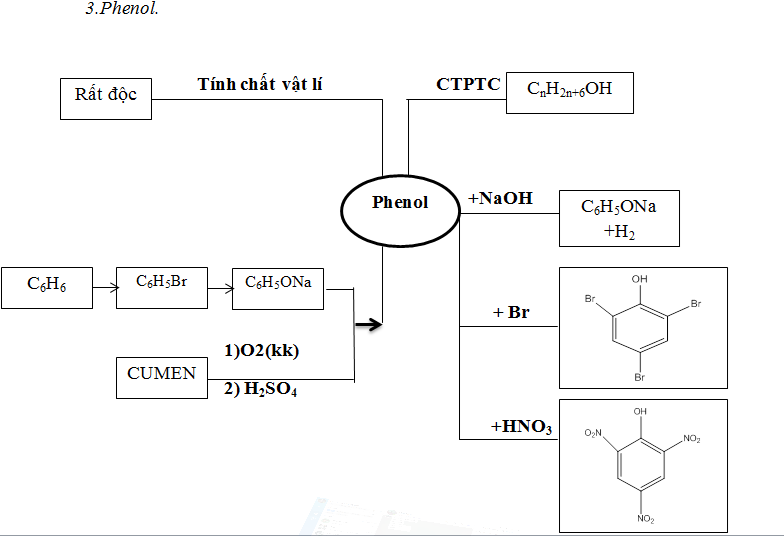 3.Phenol.
Rất độc
Tính chất vật lí
CTPTC
CnH2n+6OH
Phenol
+NaOH
C6H5ONa
+H2
C6H6
C6H5Br
C6H5ONa
+ Br
OH
Br
Br
Br
1)O2(kk)
CUMEN
2) H2SO4
+HNO3
OH
O2N
NO2
NO2